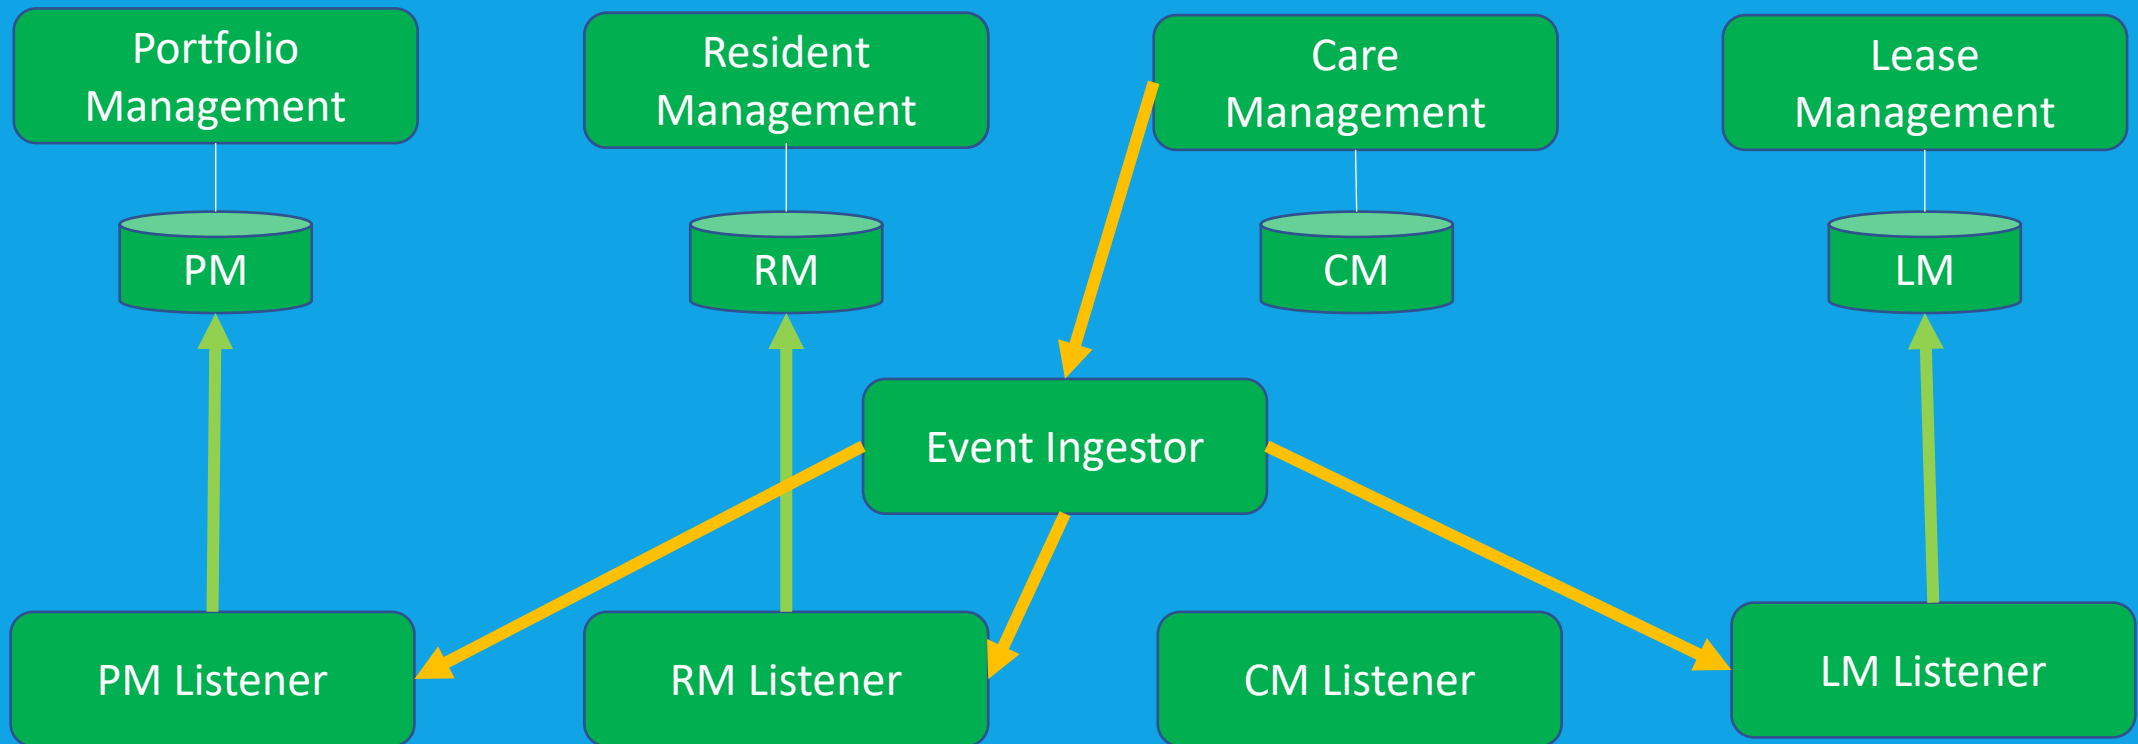 Portfolio
Management
Resident
Management
Care
Management
Lease
Management
PM
RM
CM
LM
Event Ingestor
PM Listener
RM Listener
CM Listener
LM Listener